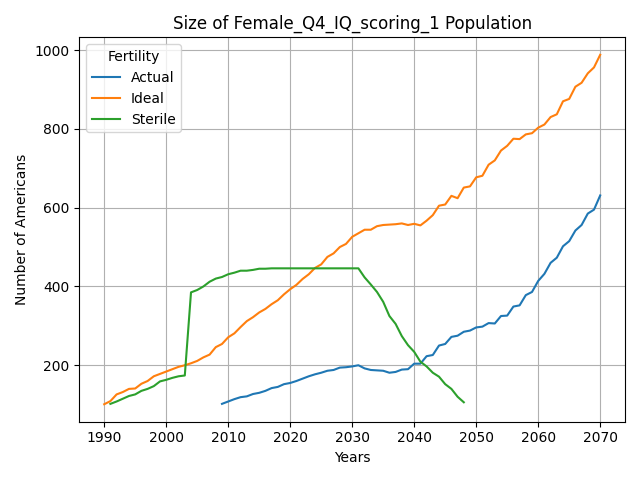 Size of Female_Q4_IQ_scoring_1 Population
Fertility
Actual
Ideal
Sterile
Number of Americans
1000
800
600
400
200
1990 2000 2010 2020 2030 2040 2050 2060 2070
Years